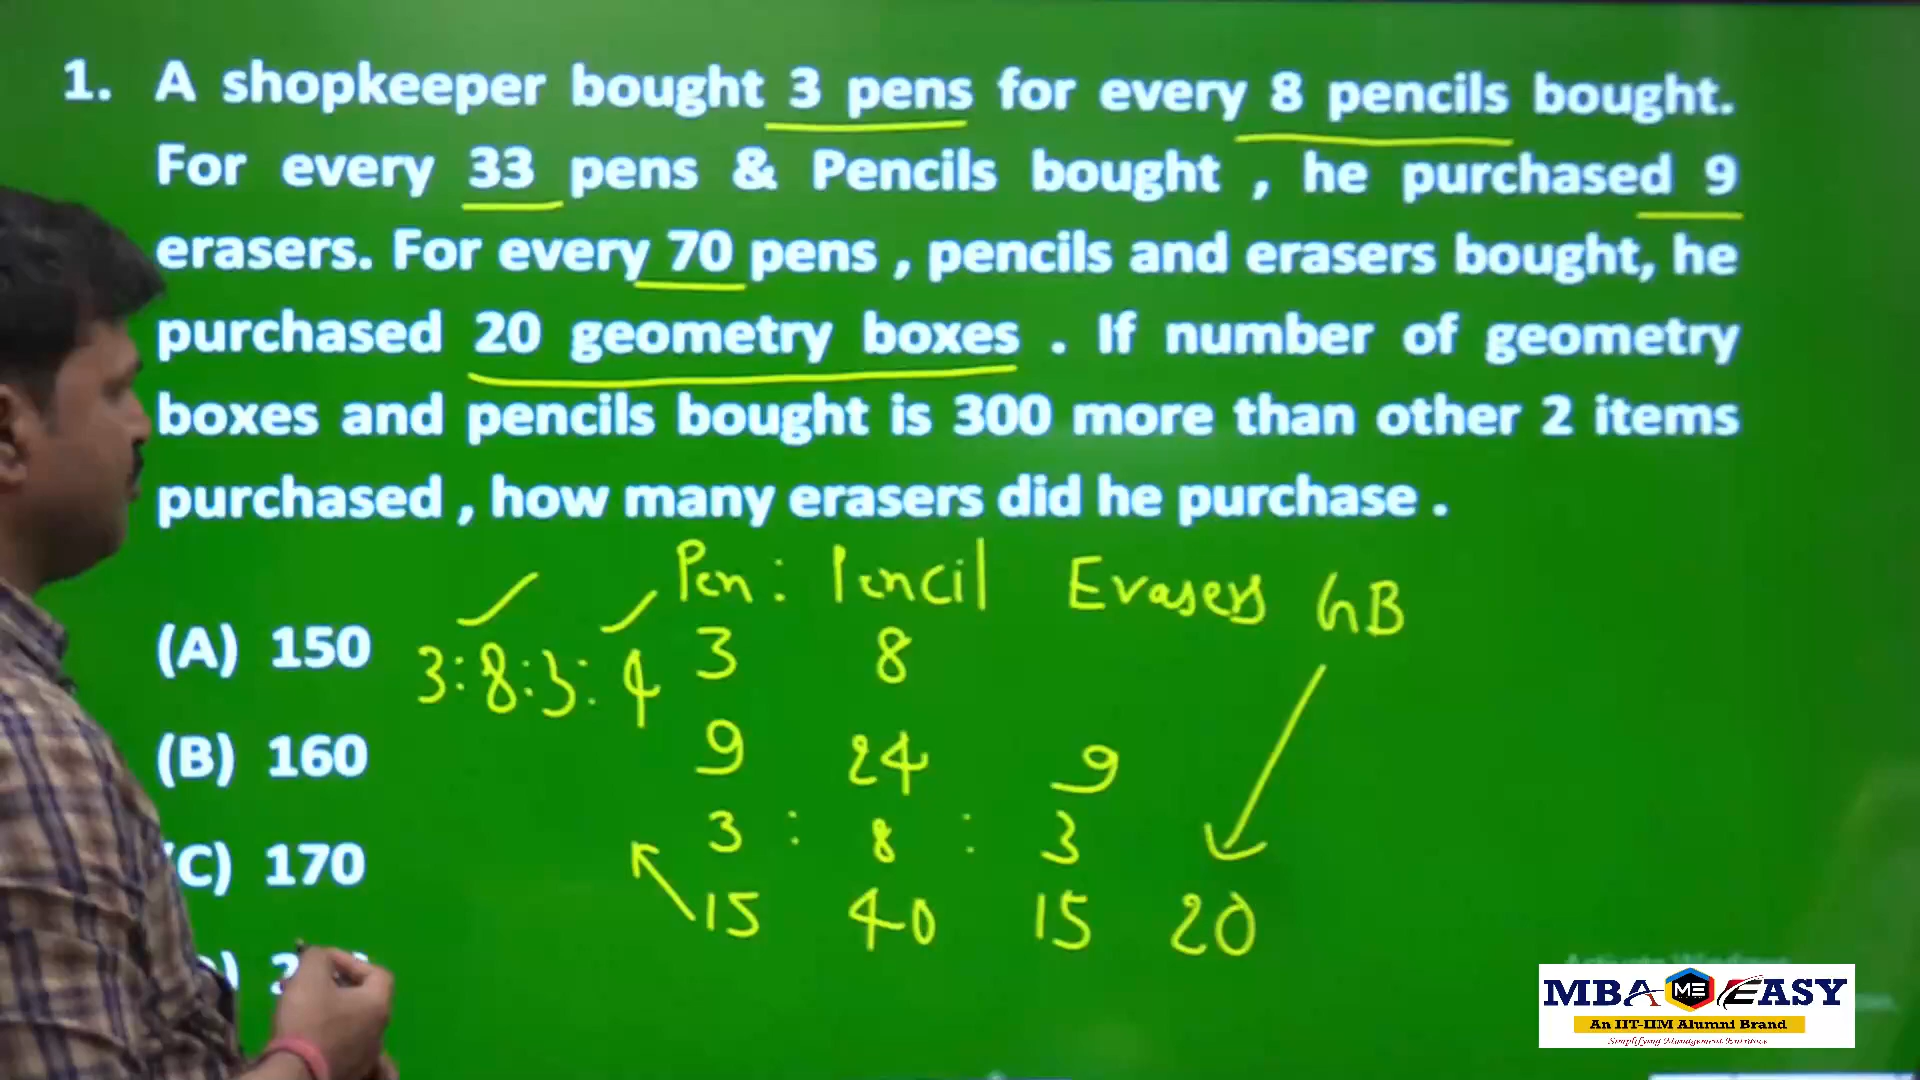 1. A shopkeeper bought 3 pens for every 8 pencils bought.
For every 33 pens & Pencils bought , he purchased 9
erasers. For every 70 pens , pencils and erasers bought, he
purchased 20 geometry boxes . If number of geometry
boxes and pencils bought is 300 more than other 2 items
purchased , how many erasers did he purchase .
Pen : Pencil Erasers GB
(A) 150
3:8:3:4
3 8
(B) 160
9 24 9
3 : 8 : 3
(C) 170
15 40 15 20
MBA ME EASY
An IIT-IIM Alumni Brand
Simplifying Management Entrance